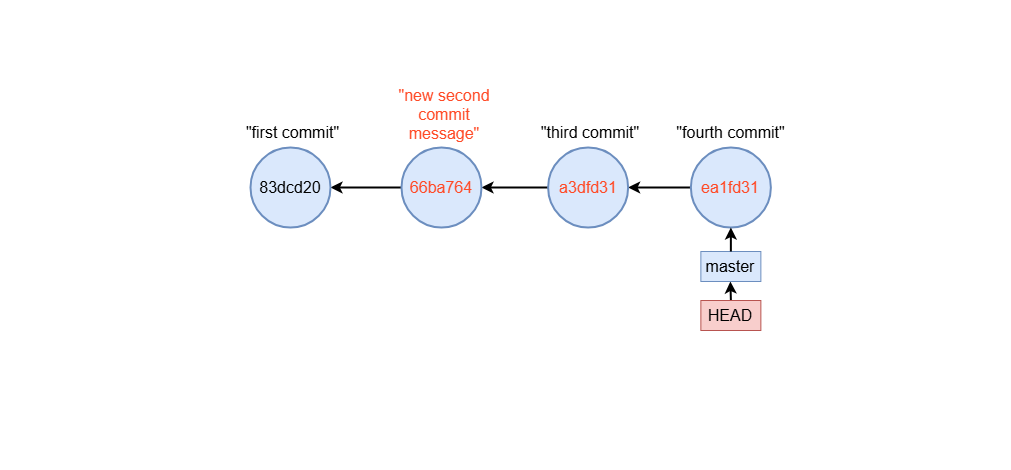 "new second
commit
message"
"first commit"
"third commit"
"fourth commit"
83dcd20
66ba764
a3dfd31
ea1fd31
master
HEAD